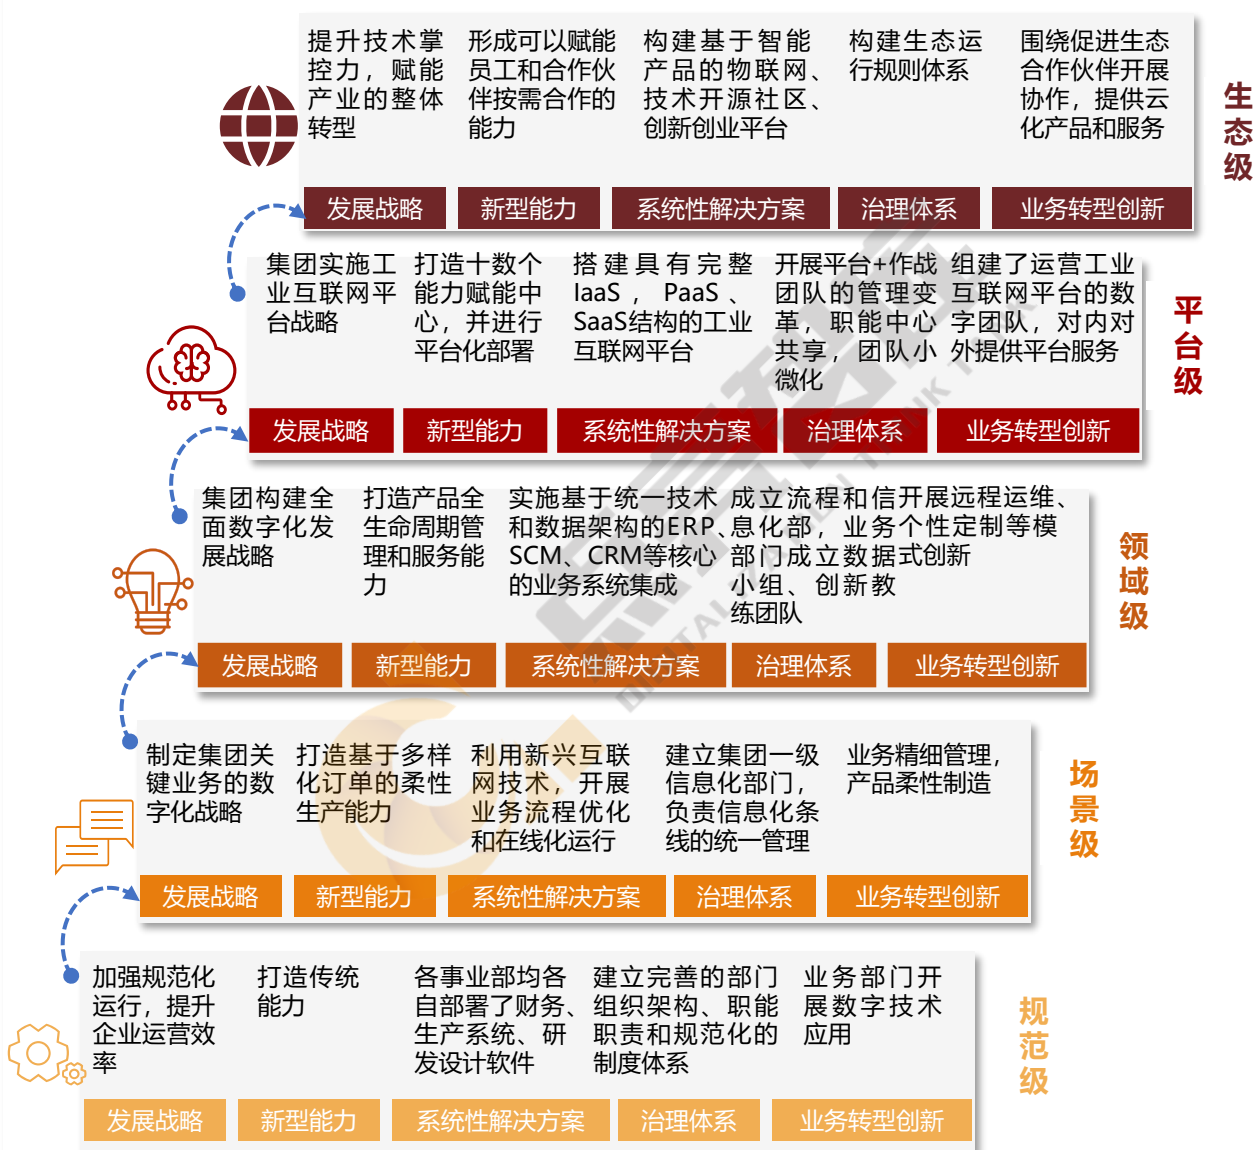 提升技术掌
控力，赋能
产业的整体
转型
形成可以赋能
员工和合作伙
伴按需合作的
能力
构建基于智能
产品的物联网、
技术开源社区、
创新创业平台
构建生态运
行规则体系
围绕促进生态
合作伙伴开展
协作，提供云
化产品和服务
生态级
发展战略
新型能力
系统性解决方案
治理体系
业务转型创新
集团实施工
业互联网平
台战略
打造十数个
能力赋能中
心，并进行
平台化部署
搭建具有完整
IaaS，PaaS、
SaaS结构的工业
互联网平台
开展平台+作战
团队的管理变
革，职能中心
共享，团队小
微化
组建了运营工业
互联网平台的数
字团队，对内对
外提供平台服务
平台级
发展战略
新型能力
系统性解决方案
治理体系
业务转型创新
集团构建全
面数字化发
展战略
打造产品全
生命周期管
理和服务能
力
实施基于统一技术
和数据架构的ERP、
SCM、CRM等核心
的业务系统集成
成立流程和信
息化部，业务
部门成立数据
小组、创新教
练团队
开展远程运维、
个性定制等模
式创新
领域级
发展战略
新型能力
系统性解决方案
治理体系
业务转型创新
制定集团关
键业务的数
字化战略
打造基于多样
化订单的柔性
生产能力
利用新兴互联
网技术，开展
业务流程优化
和在线化运行
建立集团一级
信息化部门，
负责信息化条
线的统一管理
业务精细管理，
产品柔性制造
场景级
发展战略
新型能力
系统性解决方案
治理体系
业务转型创新
加强规范化
运行，提升
企业运营效
率
打造传统
能力
各事业部均各
自部署了财务、
生产系统、研
发设计软件
建立完善的部门
组织架构、职能
职责和规范化的
制度体系
业务部门开
展数字技术
应用
规范级
发展战略
新型能力
系统性解决方案
治理体系
业务转型创新